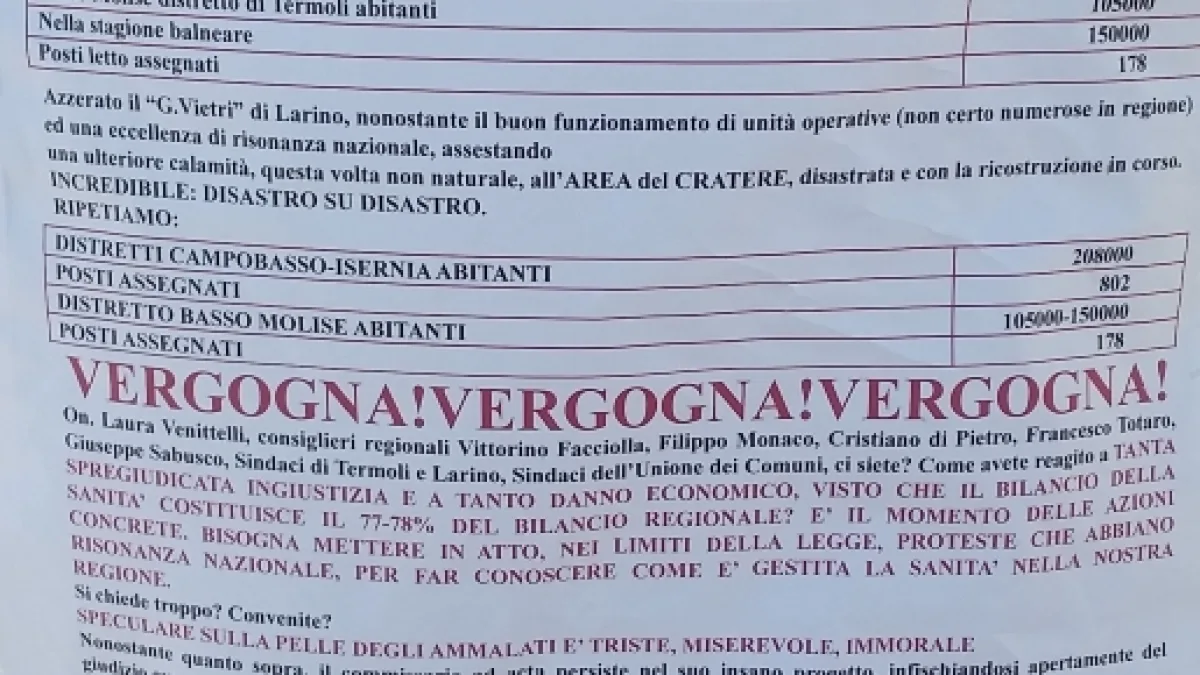 distretto di Termoli abitanti 105000
Nella stagione balneare 150000
Posti letto assegnati 178
Azzerato il “G.Vietri” di Larino, nonostante il buon funzionamento di unità operative (non certo numerose in regione)
ed una eccellenza di risonanza nazionale, assestando
una ulteriore calamità, questa volta non naturale, all’AREA del CRATERE, disastrata e con la ricostruzione in corso.
INCREDIBILE: DISASTRO SU DISASTRO.
RIPETIAMO:
DISTRETTI CAMPOBASSO-ISERNIA ABITANTI 208000
POSTI ASSEGNATI 802
DISTRETTO BASSO MOLISE ABITANTI 105000-150000
POSTI ASSEGNATI 178
VERGOGNA!VERGOGNA!VERGOGNA!
On. Laura Venittelli, consiglieri regionali Vittorino Facciolla, Filippo Monaco, Cristiano di Pietro, Francesco Totaro,
Giuseppe Sabusco, Sindaci di Termoli e Larino, Sindaci dell’Unione dei Comuni, ci siete? Come avete reagito a TANTA
SPREGIUDICATA INGIUSTIZIA E A TANTO DANNO ECONOMICO, VISTO CHE IL BILANCIO DELLA
SANITA’ COSTITUISCE IL 77-78% DEL BILANCIO REGIONALE? E’ IL MOMENTO DELLE AZIONI
CONCRETE. BISOGNA METTERE IN ATTO, NEI LIMITI DELLA LEGGE, PROTESTE CHE ABBIANO
RISONANZA NAZIONALE, PER FAR CONOSCERE COME E’ GESTITA LA SANITA’ NELLA NOSTRA
REGIONE.
Si chiede troppo? Convenite?
SPECULARE SULLA PELLE DEGLI AMMALATI E’ TRISTE, MISEREVOLE, IMMORALE
Nonostante quanto sopra, il commissario ad acta persiste nel suo insano progetto, infischiandosi apertamente del
giudizio